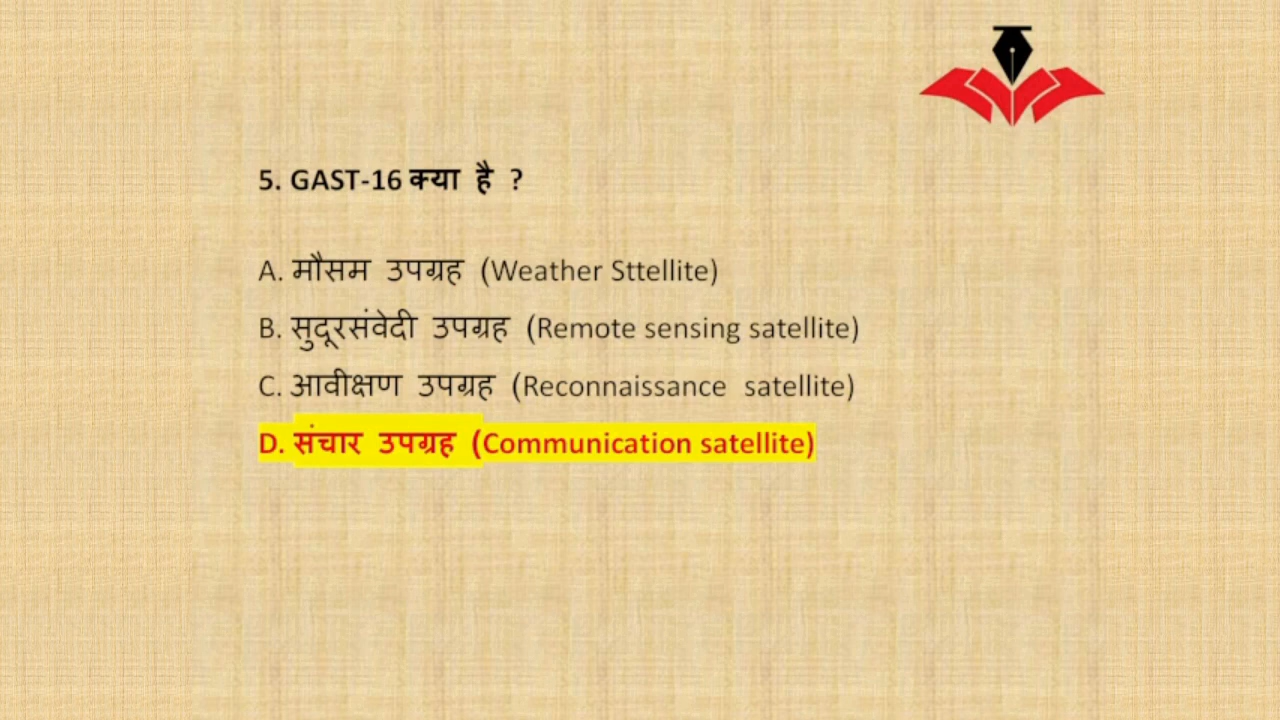 5. GAST-16 क्या है ?
A. मौसम उपग्रह (Weather Sttellite)
B. सुदूरसंवेदी उपग्रह (Remote sensing satellite)
C. आवीक्षण उपग्रह (Reconnaissance satellite)
D. संचार उपग्रह (Communication satellite)